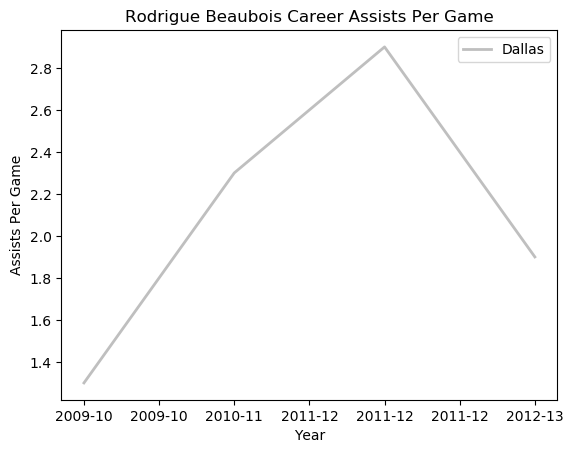 Rodrigue Beaubois Career Assists Per Game
Dallas
2.8
2.6
2.4
2.2
2.0
1.8
1.6
1.4
Assists Per Game
2009-10 2009-10 2010-11 2011-12 2011-12 2011-12 2012-13
Year